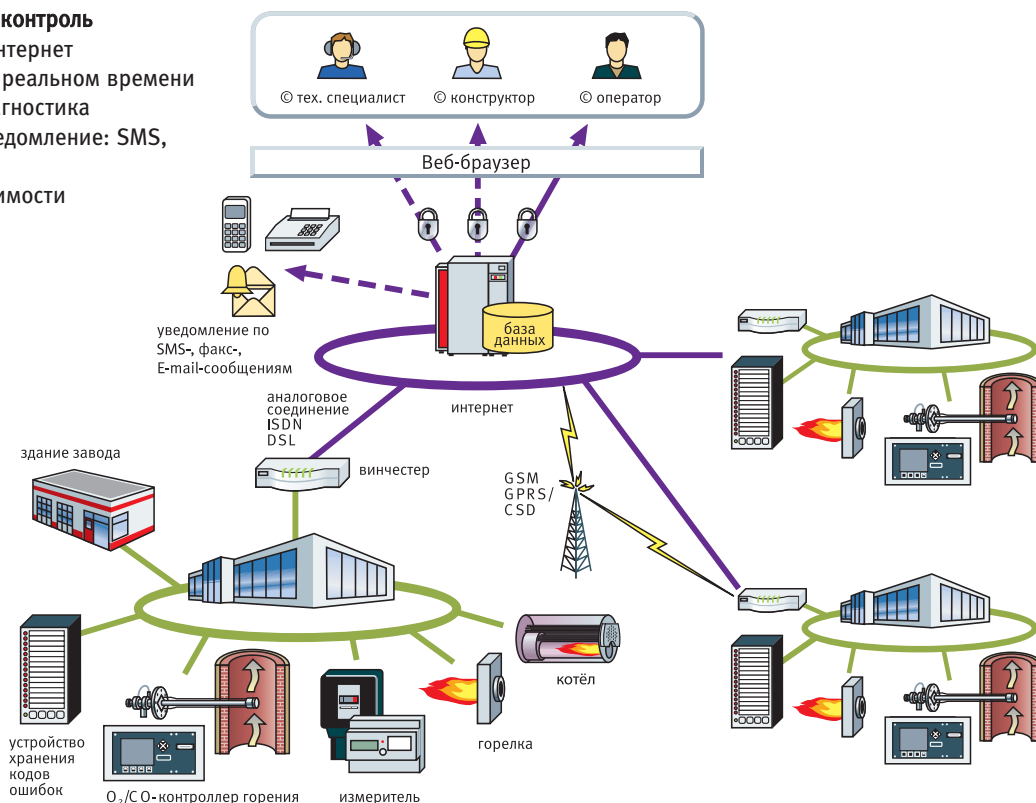 контроль
нтернет
реальном времени
гностика
едомление: SMS,
имости
© тех. специалист
© конструктор
© оператор
Веб-браузер
уведомление по
SMS-, факс-,
E-mail-сообщениям
база
данных
интернет
аналоговое
соединение
ISDN
DSL
винчестер
GSM
GPRS/
CSD
здание завода
котёл
горелка
устройство
хранения
кодов
ошибок
O₂/CO-контроллер горения
измеритель